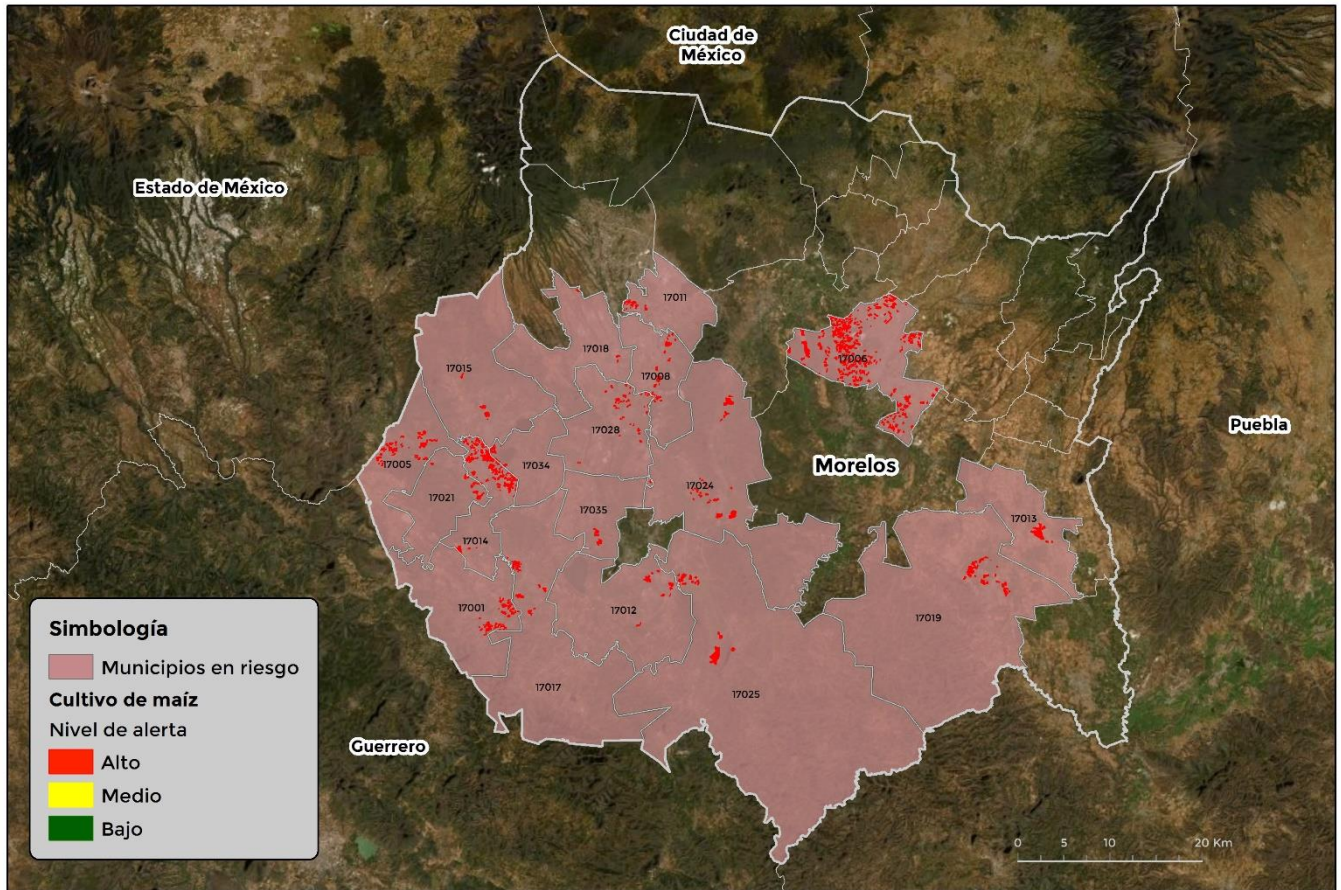 Ciudad de
México
Estado de México
17011
17018
17015
17008
17006
17028
Puebla
17005
17034
Morelos
17021
17024
17035
17013
17014
17001
17012
17019
17017
17025
Guerrero
Simbología
Municipios en riesgo
Cultivo de maíz
Nivel de alerta
Alto
Medio
Bajo
0 5 10 20 Km